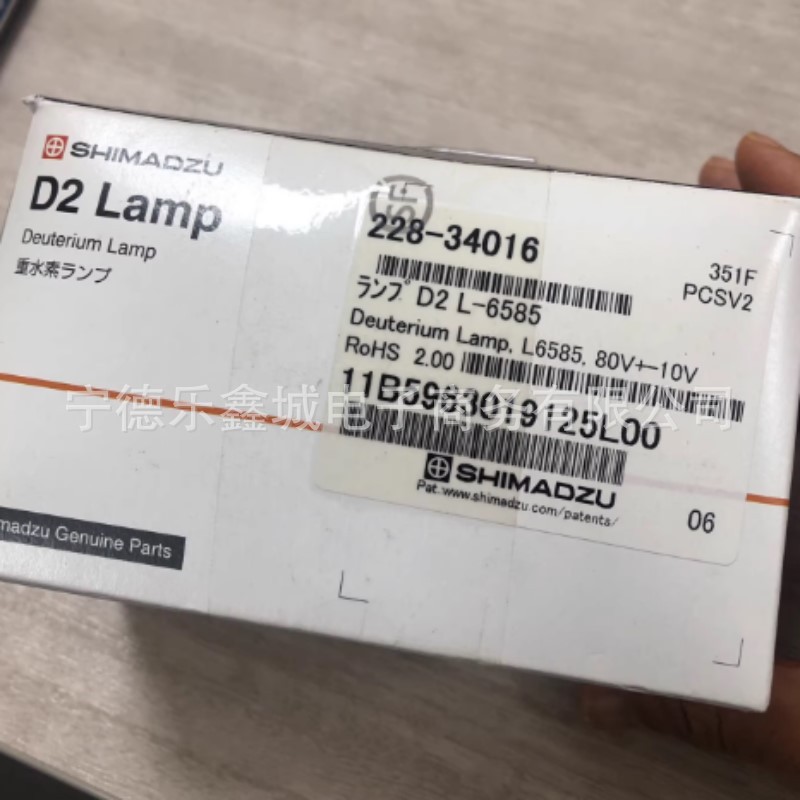 SHIMADZU
D2 Lamp
Deuterium Lamp
重水素ランプ
228-34016
351F
PCSV2
ランプ D2 L-6585
Deuterium Lamp, L6585, 80V+-10V
RoHS 2.00
宁德乐鑫城电子商务有限公司
SHIMADZU
Pat.:www.shimadzu.com/patents/
06
madzu Genuine Parts